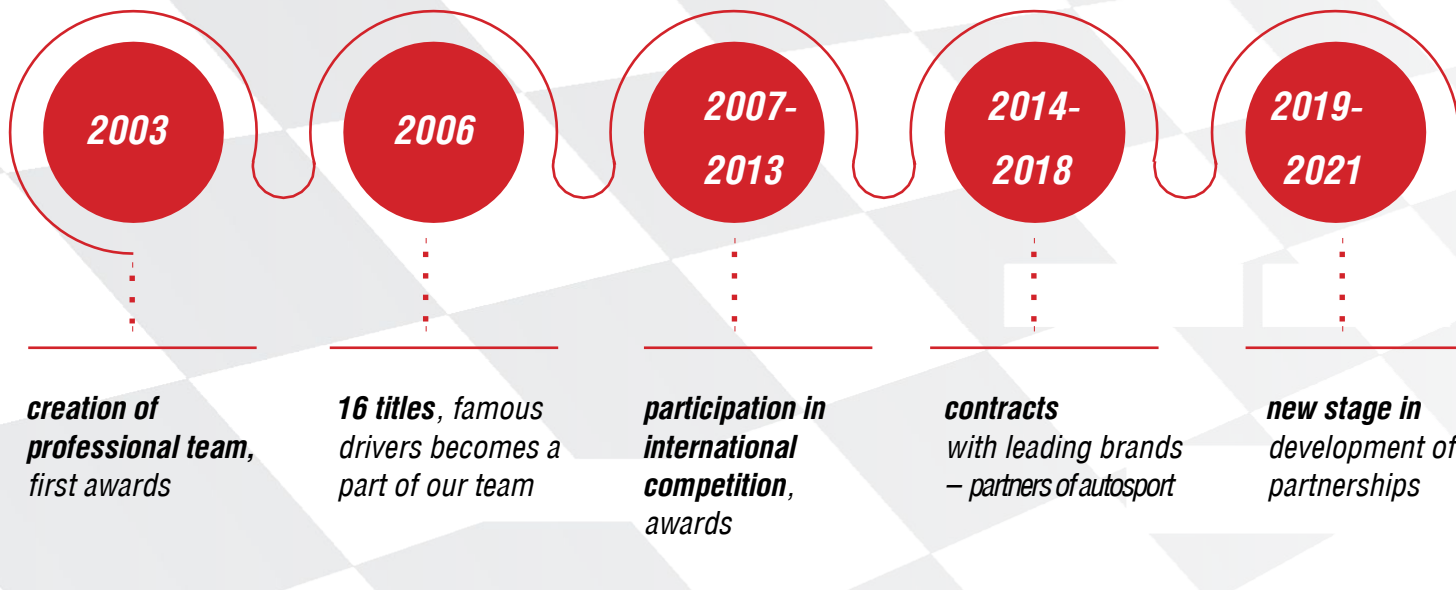 2003
2006
2007-
2013
2014-
2018
2019-
2021
creation of
professional team,
first awards
16 titles, famous
drivers becomes a
part of our team
participation in
international
competition,
awards
contracts
with leading brands
– partners of autosport
new stage in
development of
partnerships